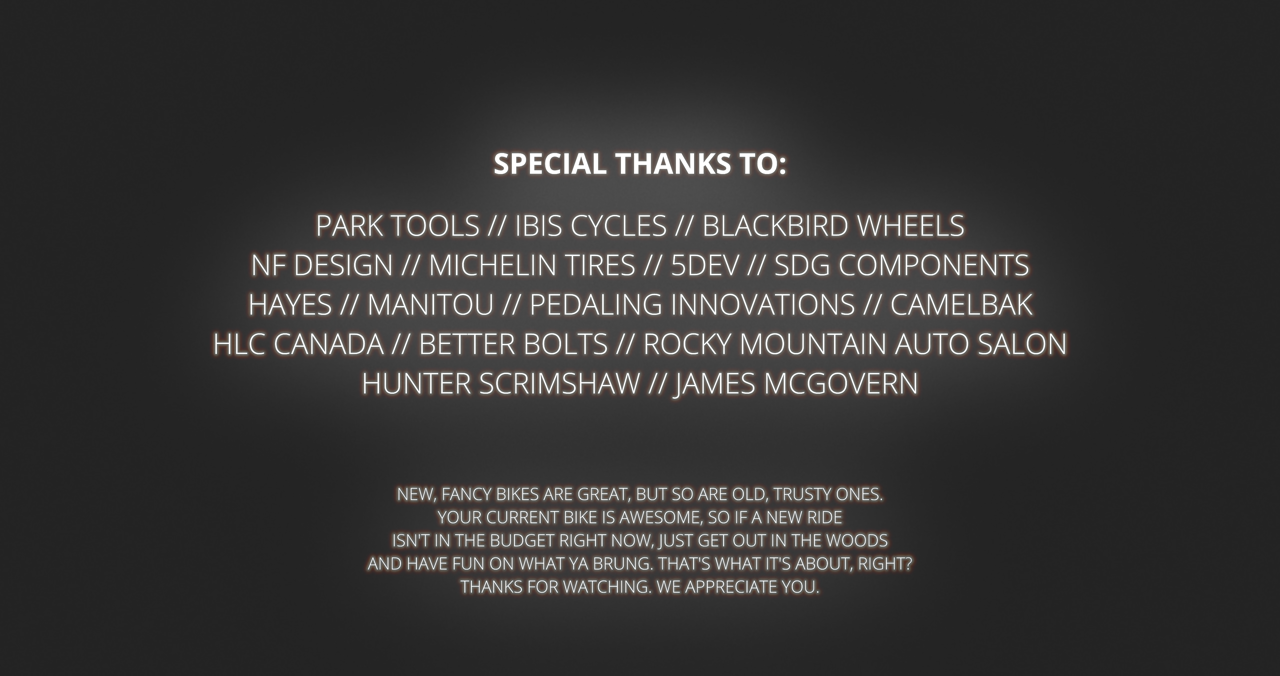 SPECIAL THANKS TO:
PARK TOOLS // IBIS CYCLES // BLACKBIRD WHEELS
NF DESIGN // MICHELIN TIRES // 5DEV // SDG COMPONENTS
HAYES // MANITOU // PEDALING INNOVATIONS // CAMELBAK
HLC CANADA // BETTER BOLTS // ROCKY MOUNTAIN AUTO SALON
HUNTER SCRIMSHAW // JAMES MCGOVERN
NEW, FANCY BIKES ARE GREAT, BUT SO ARE OLD, TRUSTY ONES.
YOUR CURRENT BIKE IS AWESOME, SO IF A NEW RIDE
ISN'T IN THE BUDGET RIGHT NOW, JUST GET OUT IN THE WOODS
AND HAVE FUN ON WHAT YA BRUNG. THAT'S WHAT IT'S ABOUT, RIGHT?
THANKS FOR WATCHING. WE APPRECIATE YOU.